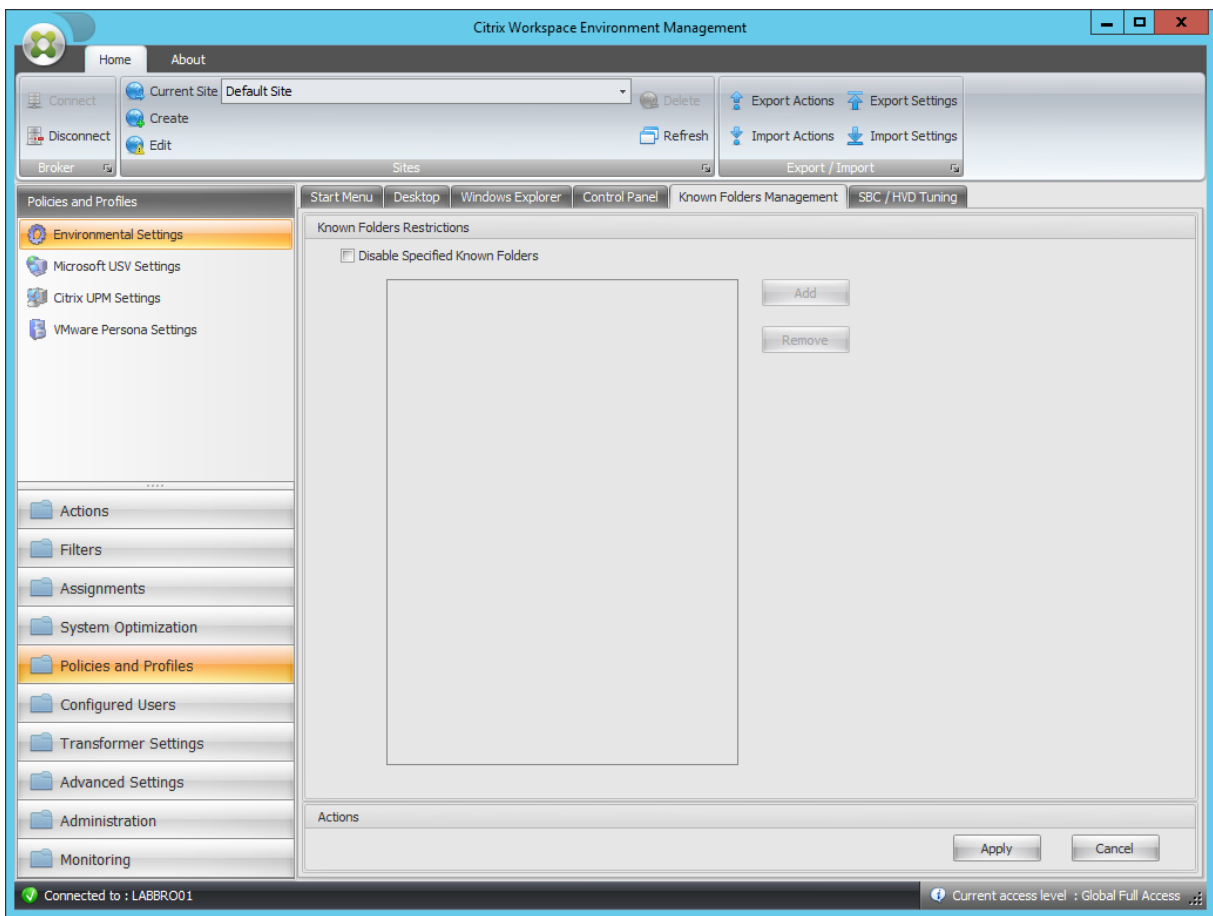 Citrix Workspace Environment Management
Home About
Connect
Disconnect
Broker
Current Site Default Site
Create
Edit
Delete
Refresh
Sites
Export Actions Export Settings
Import Actions Import Settings
Export / Import
Policies and Profiles
Environmental Settings
Microsoft USV Settings
Citrix UPM Settings
VMware Persona Settings
Actions
Filters
Assignments
System Optimization
Policies and Profiles
Configured Users
Transformer Settings
Advanced Settings
Administration
Monitoring
Start Menu Desktop Windows Explorer Control Panel Known Folders Management SBC / HVD Tuning
Known Folders Restrictions
Disable Specified Known Folders
Add
Remove
Actions
Apply Cancel
Connected to : LABBRO01
Current access level : Global Full Access